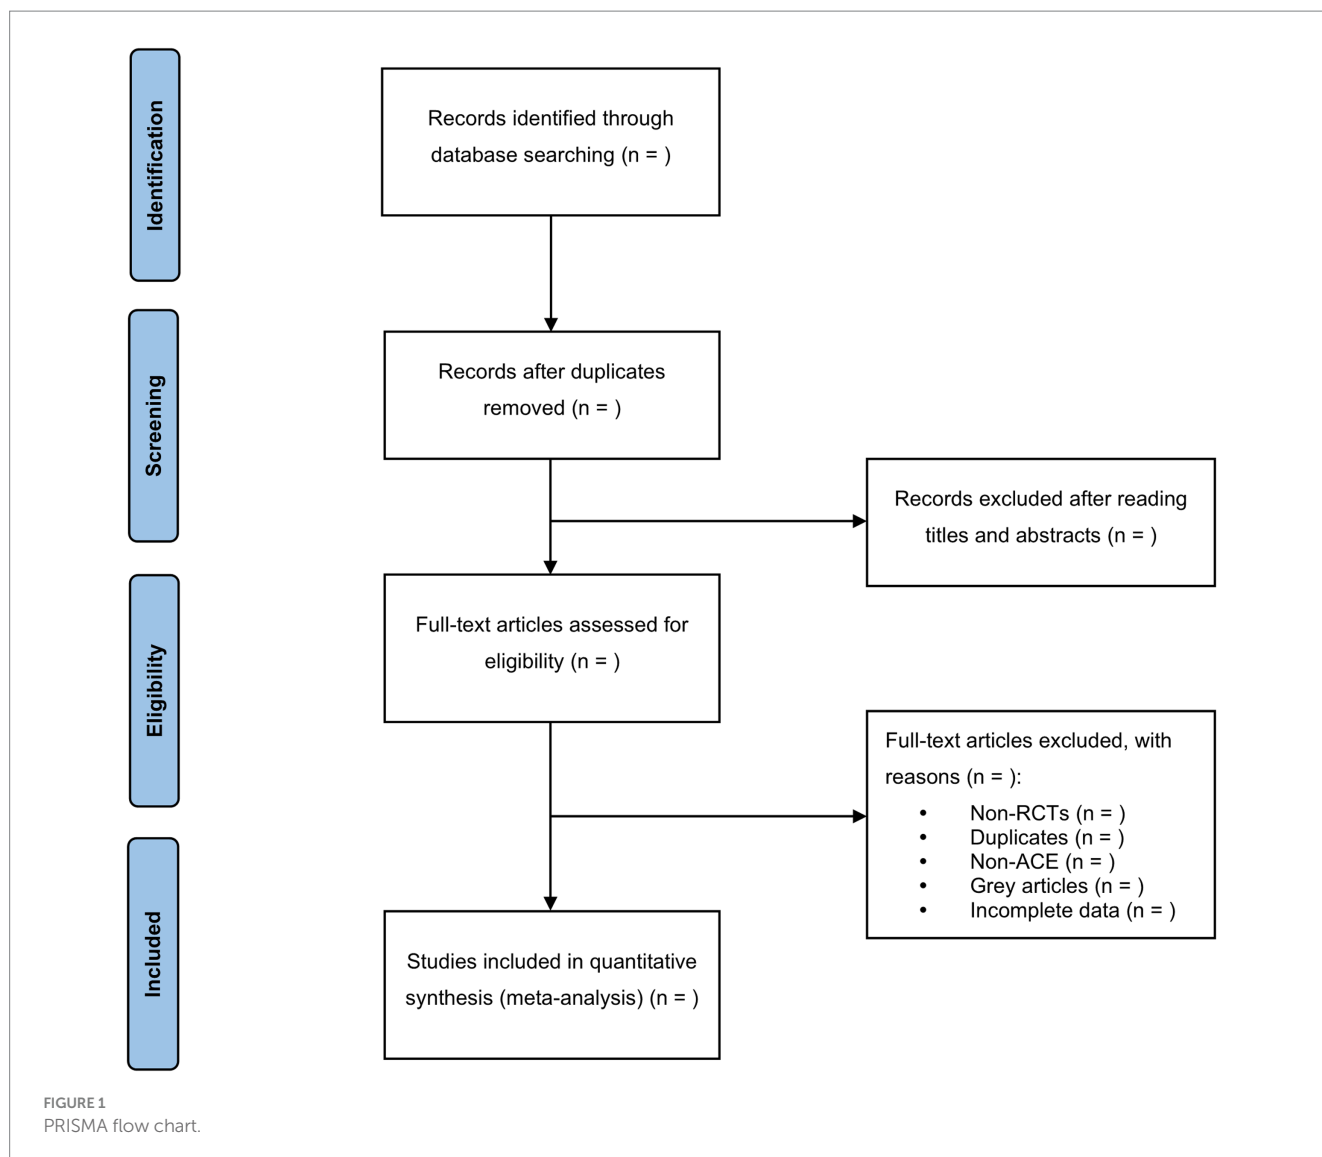 Identification
Records identified through
database searching (n = )
Screening
Records after duplicates
removed (n = )
Records excluded after reading
titles and abstracts (n = )
Eligibility
Full-text articles assessed for
eligibility (n = )
Full-text articles excluded, with
reasons (n = ):
• Non-RCTs (n = )
• Duplicates (n = )
• Non-ACE (n = )
• Grey articles (n = )
• Incomplete data (n = )
Included
Studies included in quantitative
synthesis (meta-analysis) (n = )
FIGURE 1
PRISMA flow chart.